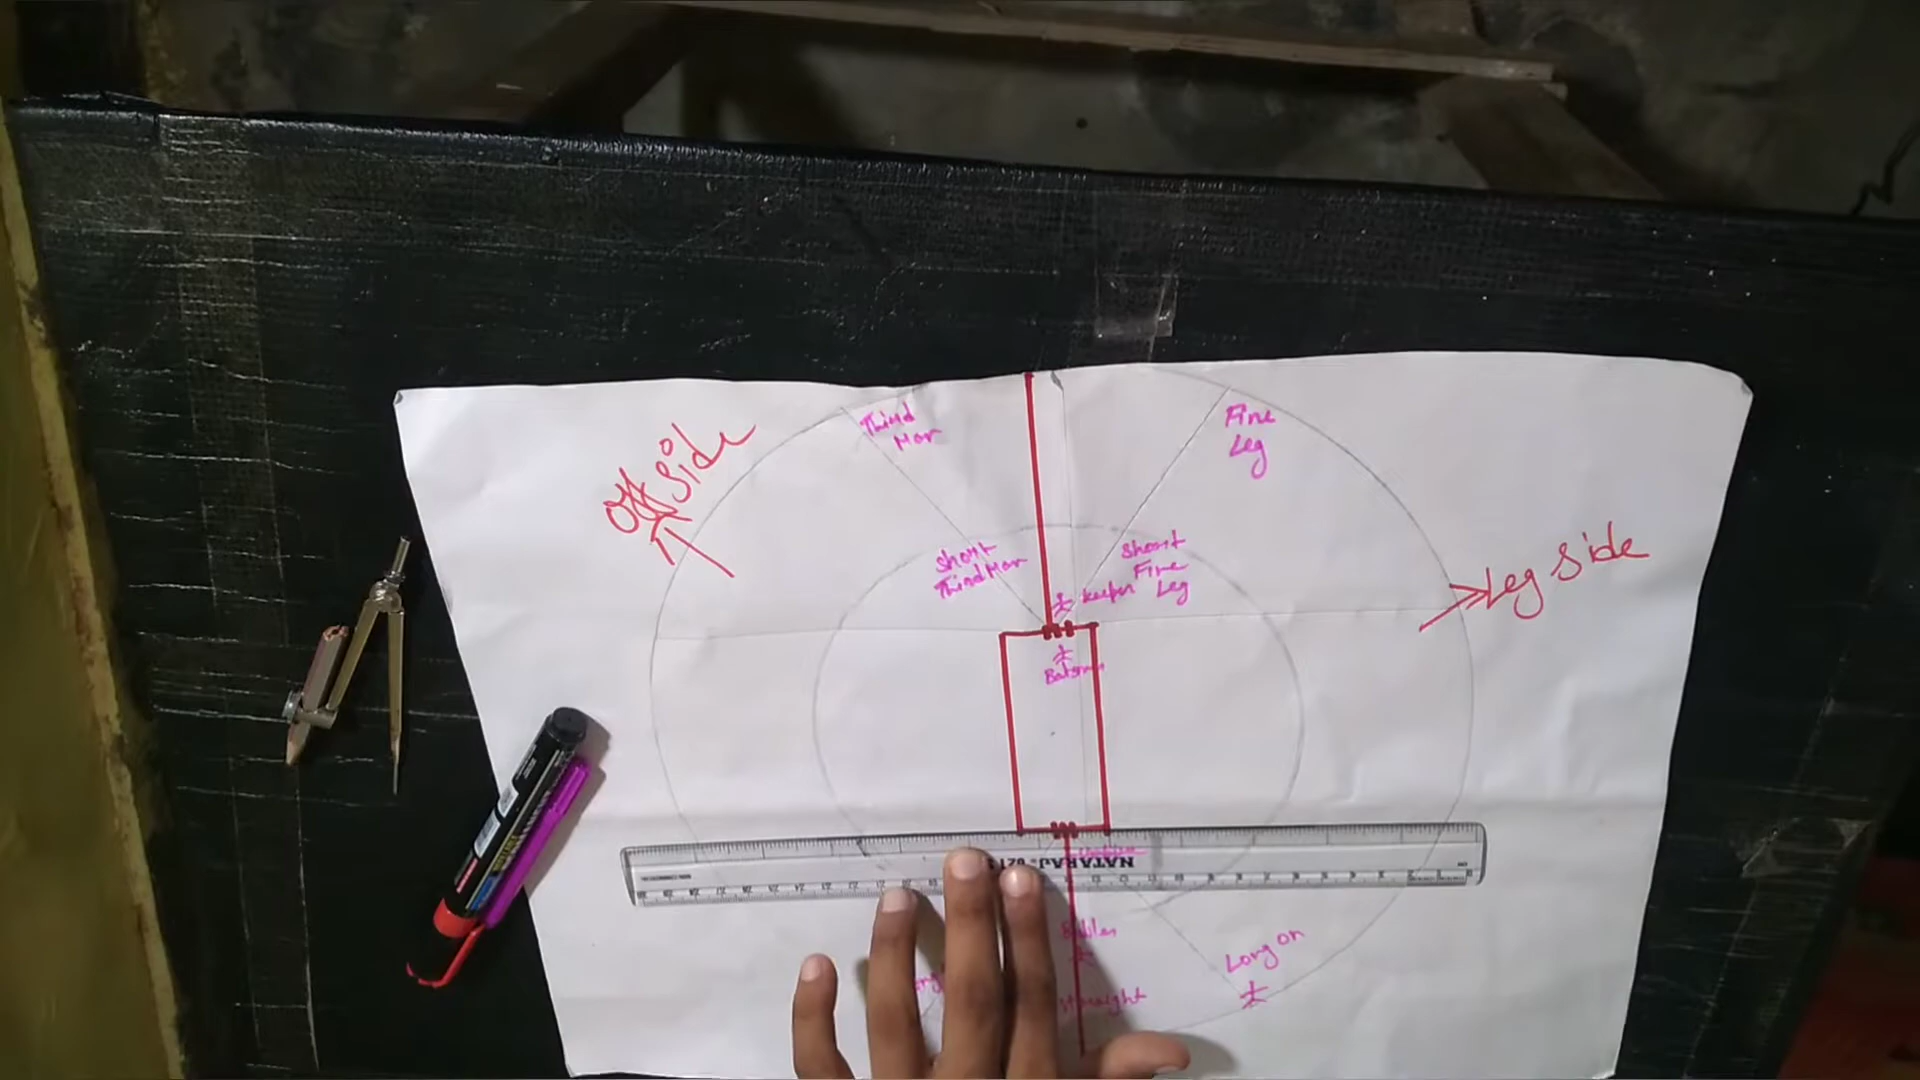 Third
Man
Fine
Leg
Off side
Short
Third Man
Short
Fine
Leg
keeper
Leg side
Batsman
NATARAJ
Long on
Straight